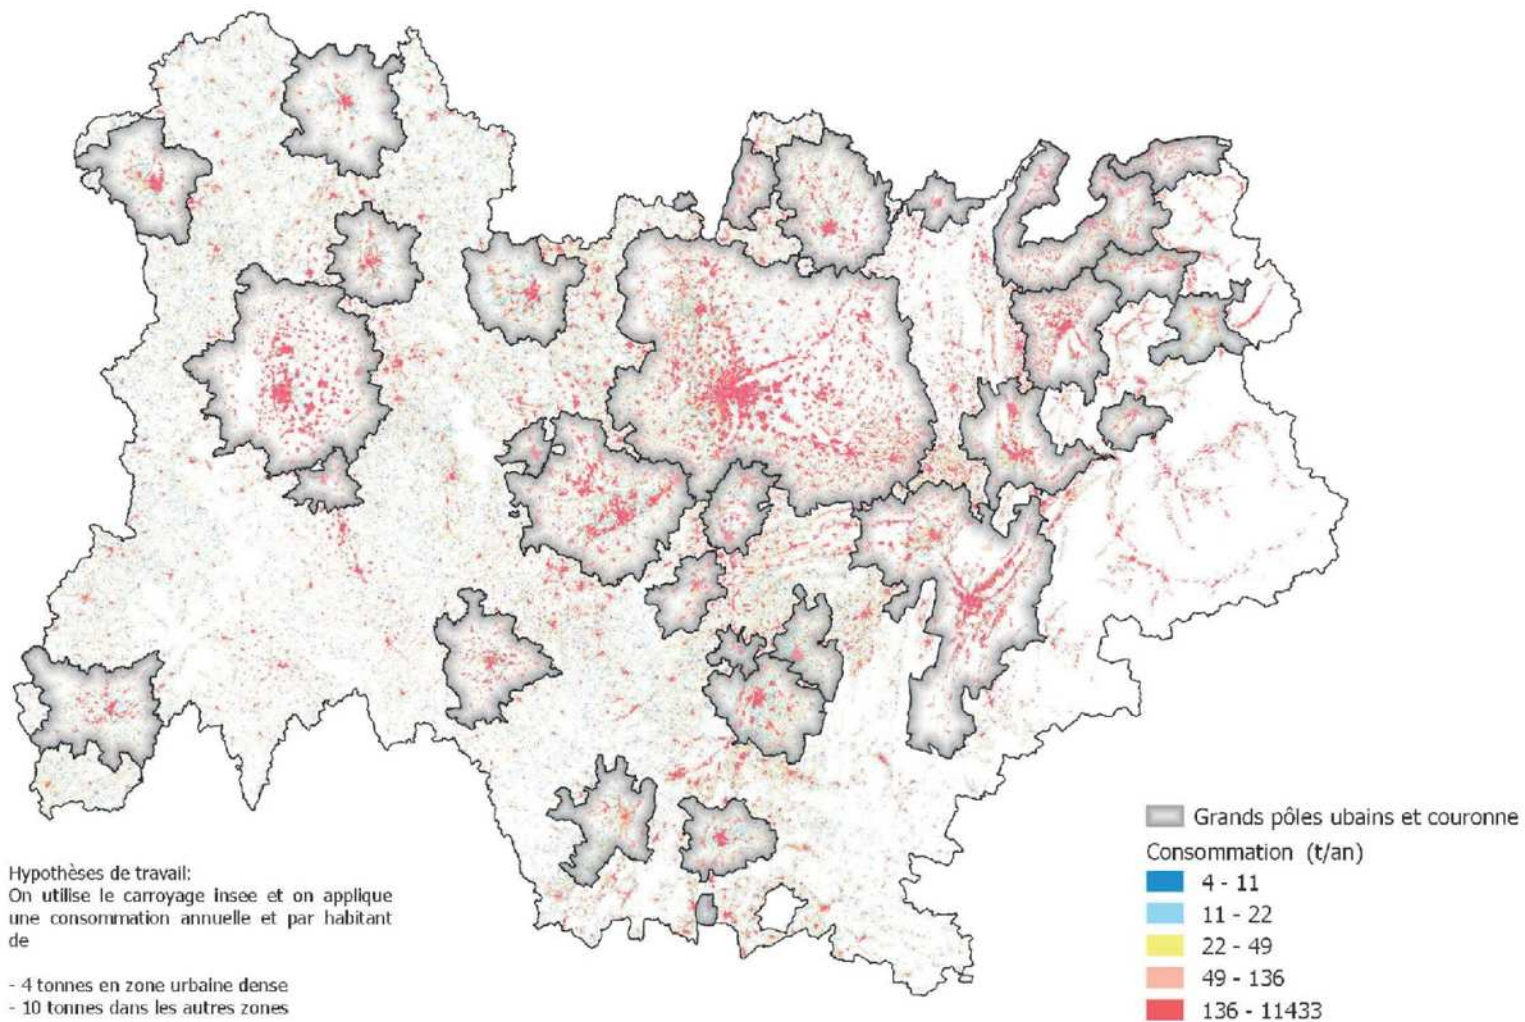 Hypothèses de travail:
On utilise le carroyage insee et on applique
une consommation annuelle et par habitant
de
- 4 tonnes en zone urbaine dense
- 10 tonnes dans les autres zones
Grands pôles ubains et couronne
Consommation (t/an)
4 - 11
11 - 22
22 - 49
49 - 136
136 - 11433